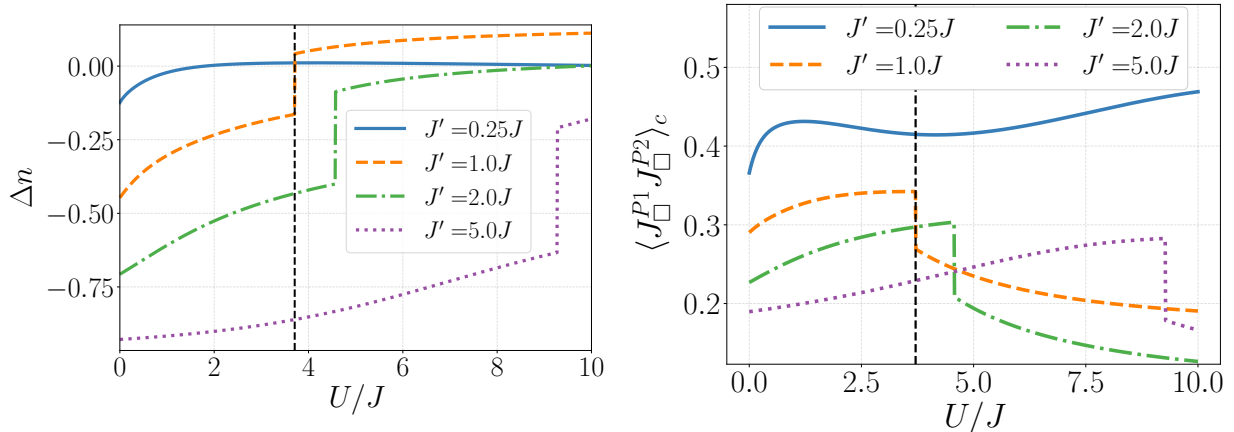 0.00
−0.25
−0.50
−0.75
Δn
0 2 4 6 8 10
U/J
J′ =0.25J
J′ =1.0J
J′ =2.0J
J′ =5.0J
0.5
0.4
0.3
0.2
⟨J□^{P1} J□^{P2}⟩_c
0.0 2.5 5.0 7.5 10.0
U/J
J′ =0.25J J′ =2.0J
J′ =1.0J J′ =5.0J